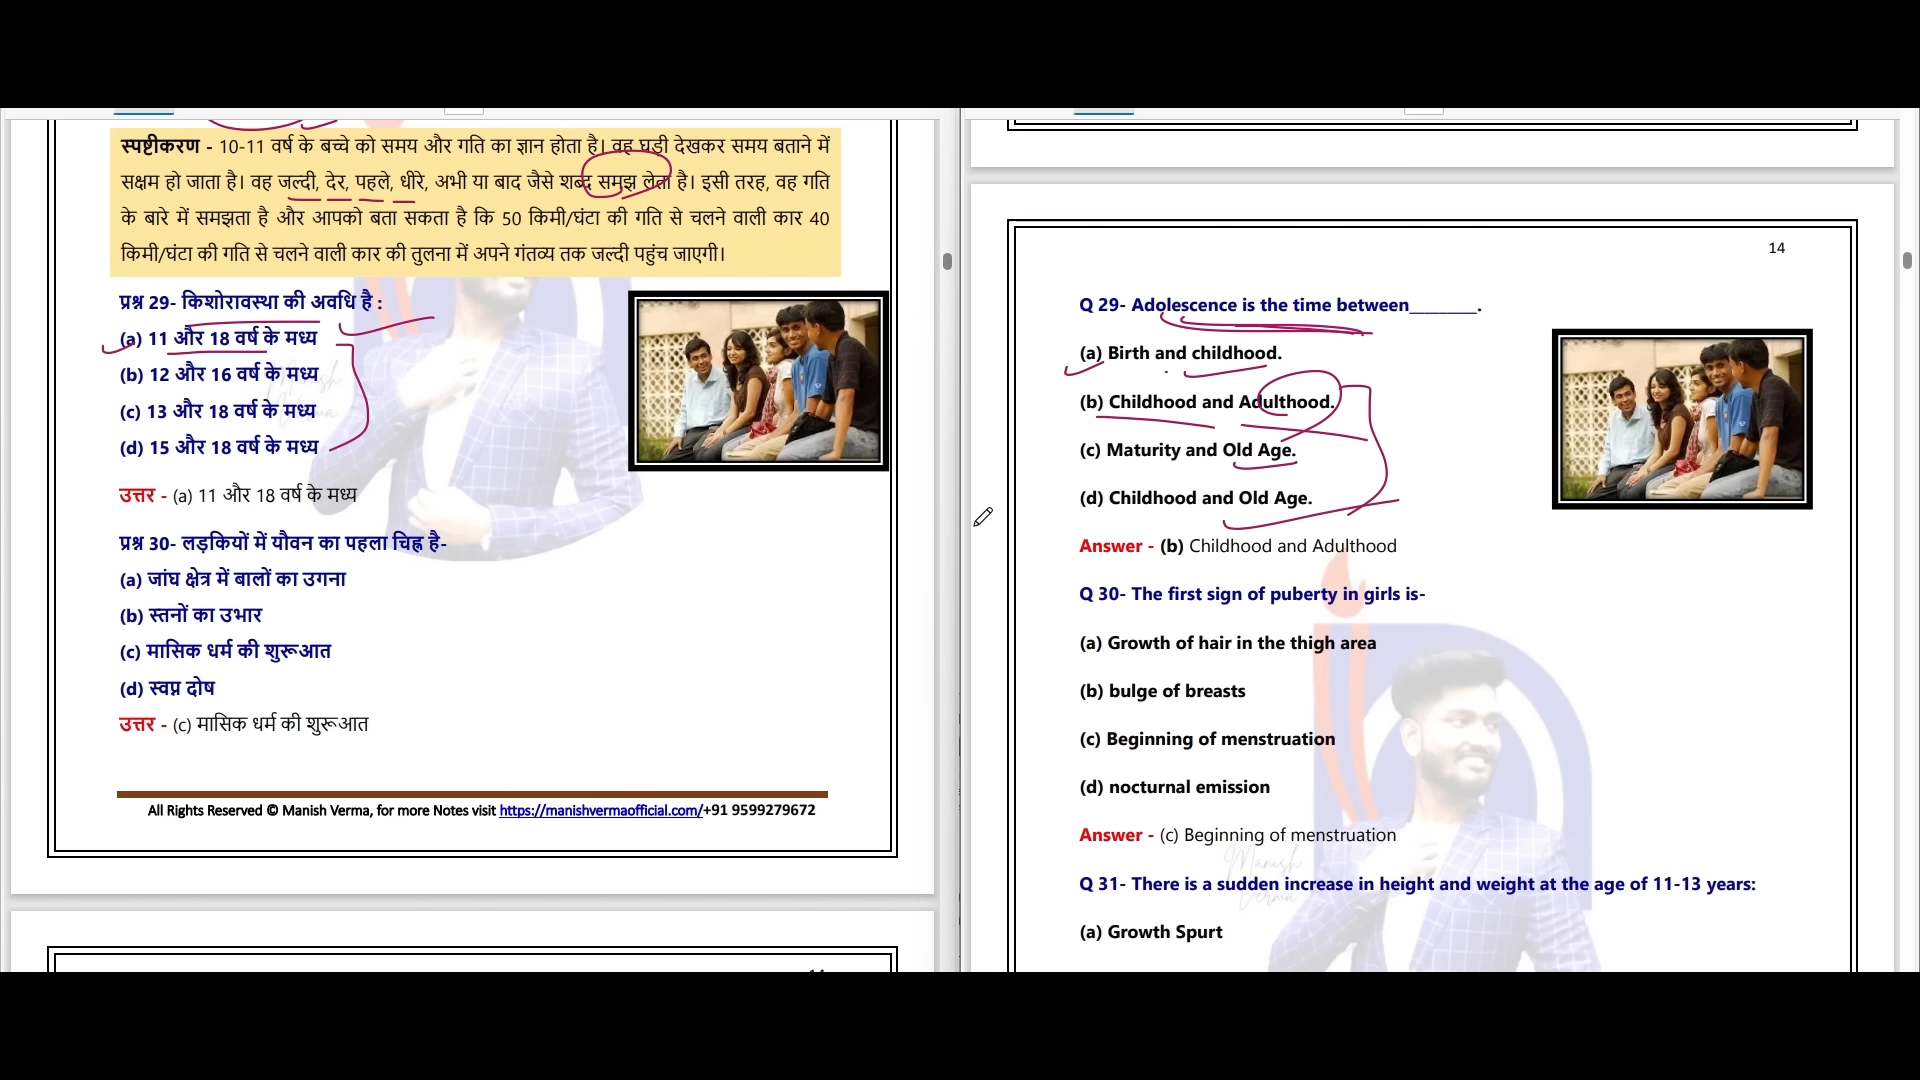 स्पष्टीकरण - 10-11 वर्ष के बच्चे को समय और गति का ज्ञान होता है। वह घड़ी देखकर समय बताने में
सक्षम हो जाता है। वह जल्दी, देर, पहले, धीरे, अभी या बाद जैसे शब्द समझ लेता है। इसी तरह, वह गति
के बारे में समझता है और आपको बता सकता है कि 50 किमी/घंटा की गति से चलने वाली कार 40
किमी/घंटा की गति से चलने वाली कार की तुलना में अपने गंतव्य तक जल्दी पहुंच जाएगी।
प्रश्न 29- किशोरावस्था की अवधि है :
(a) 11 और 18 वर्ष के मध्य
(b) 12 और 16 वर्ष के मध्य
(c) 13 और 18 वर्ष के मध्य
(d) 15 और 18 वर्ष के मध्य
उत्तर - (a) 11 और 18 वर्ष के मध्य
प्रश्न 30- लड़कियों में यौवन का पहला चिह्न है-
(a) जांघ क्षेत्र में बालों का उगना
(b) स्तनों का उभार
(c) मासिक धर्म की शुरूआत
(d) स्वप्न दोष
उत्तर - (c) मासिक धर्म की शुरूआत
All Rights Reserved © Manish Verma, for more Notes visit https://manishvermaofficial.com/+91 9599279672
Manish
Verma
14
Q 29- Adolescence is the time between________.
(a) Birth and childhood.
(b) Childhood and Adulthood.
(c) Maturity and Old Age.
(d) Childhood and Old Age.
Answer - (b) Childhood and Adulthood
Q 30- The first sign of puberty in girls is-
(a) Growth of hair in the thigh area
(b) bulge of breasts
(c) Beginning of menstruation
(d) nocturnal emission
Answer - (c) Beginning of menstruation
Manish
Verma
Q 31- There is a sudden increase in height and weight at the age of 11-13 years:
(a) Growth Spurt